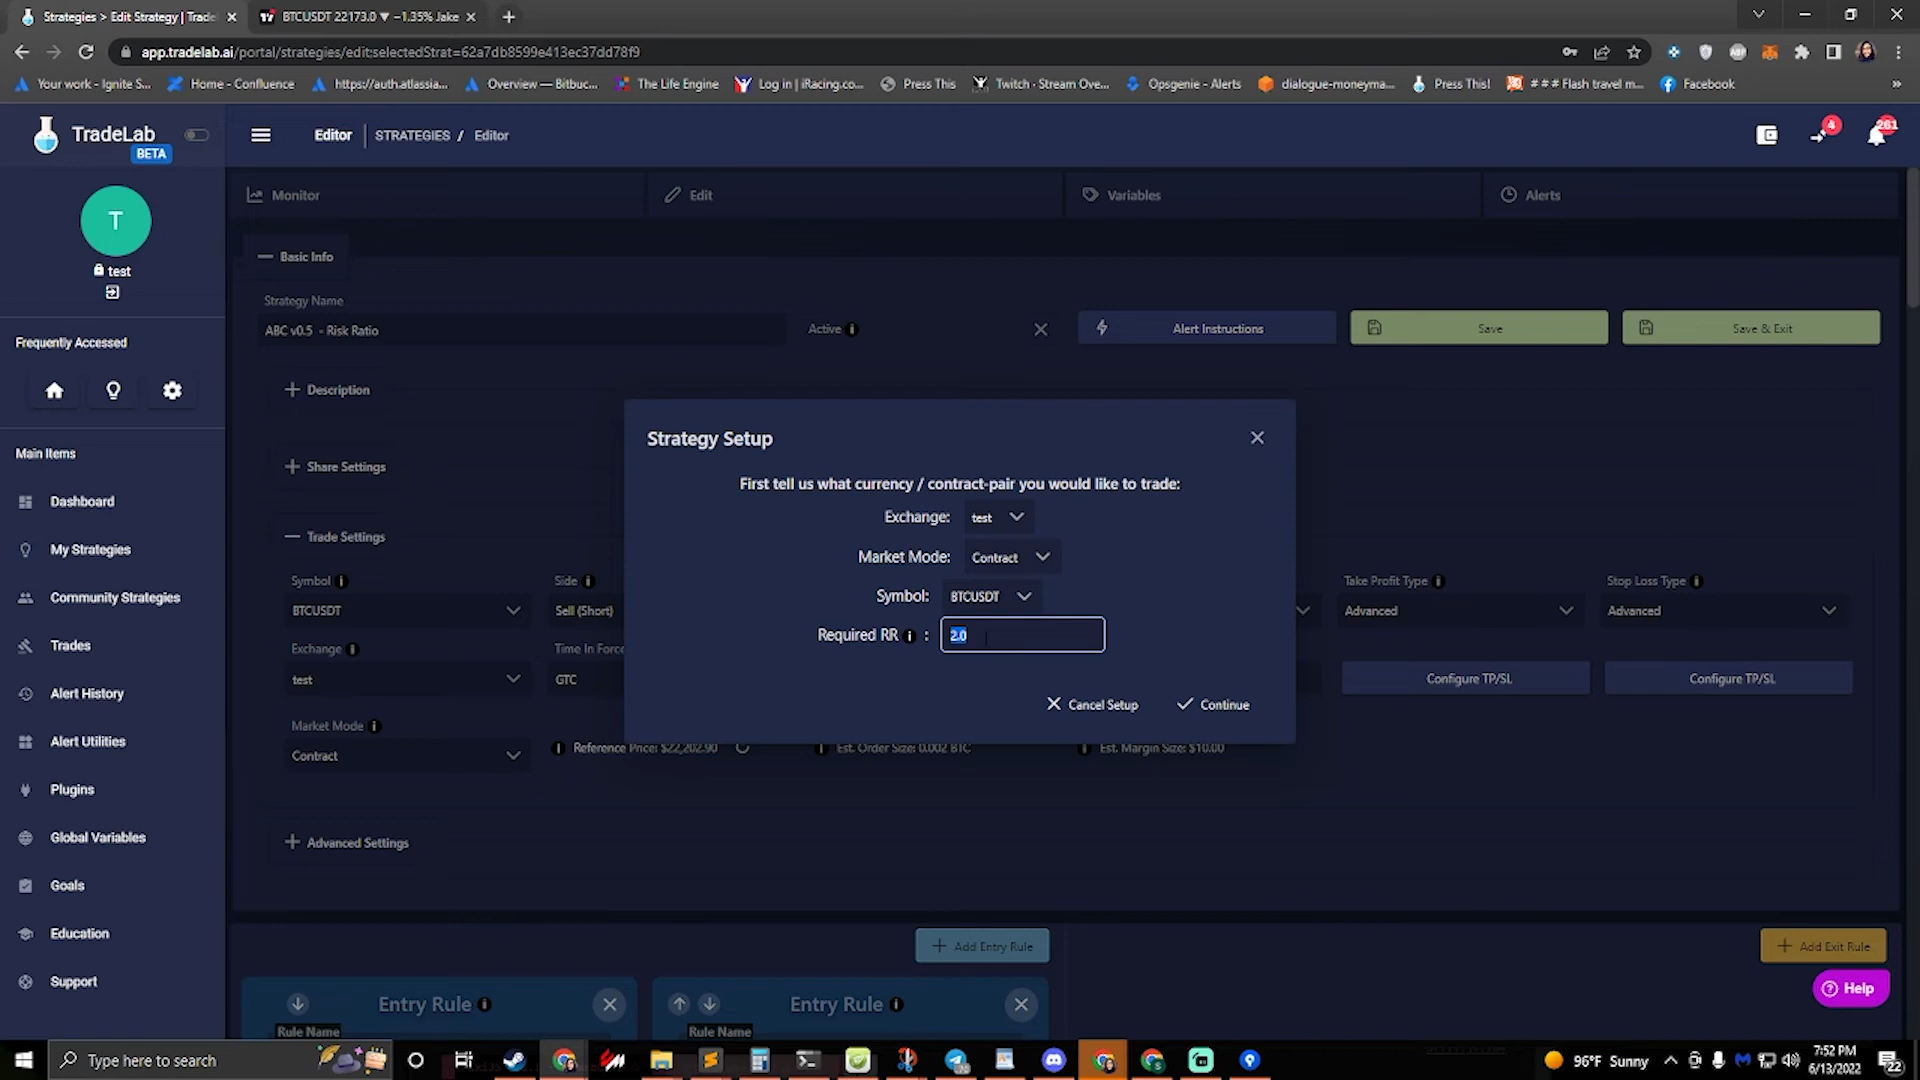 Strategies > Edit Strategy | Trade
BTCUSDT 22173.0 ▼ −1.35% Jake
app.tradelab.ai/portal/strategies/edit;selectedStrat=62a7db8599e413ec37dd78f9
Your work - Ignite S...
Home - Confluence
https://auth.atlassia...
Overview — Bitbuc...
The Life Engine
Log in | iRacing.co...
Press This
Twitch - Stream Ove...
Opsgenie - Alerts
dialogue-moneyma...
Press This!
# # # Flash travel m...
Facebook
»
TradeLab
BETA
Editor
STRATEGIES / Editor
4
261
T
test
Monitor
Edit
Variables
Alerts
Basic Info
Strategy Name
ABC v0.5 - Risk Ratio
Active
Alert Instructions
Save
Save & Exit
Frequently Accessed
Description
Share Settings
Trade Settings
Main Items
Dashboard
My Strategies
Community Strategies
Trades
Alert History
Alert Utilities
Plugins
Global Variables
Goals
Education
Support
Strategy Setup
First tell us what currency / contract-pair you would like to trade:
Exchange: test
Market Mode: Contract
Symbol: BTCUSDT
Required RR : 2.0
Cancel Setup
Continue
Symbol
BTCUSDT
Side
Sell (Short)
Take Profit Type
Advanced
Stop Loss Type
Advanced
Exchange
test
Time In Force
GTC
Configure TP/SL
Configure TP/SL
Market Mode
Contract
Reference Price: $22,202.90
Est. Order Size: 0.002 BTC
Est. Margin Size: $10.00
Advanced Settings
Add Entry Rule
Add Exit Rule
Entry Rule
Rule Name
Entry Rule
Rule Name
Help
Type here to search
96°F Sunny
7:52 PM
6/13/2022
22